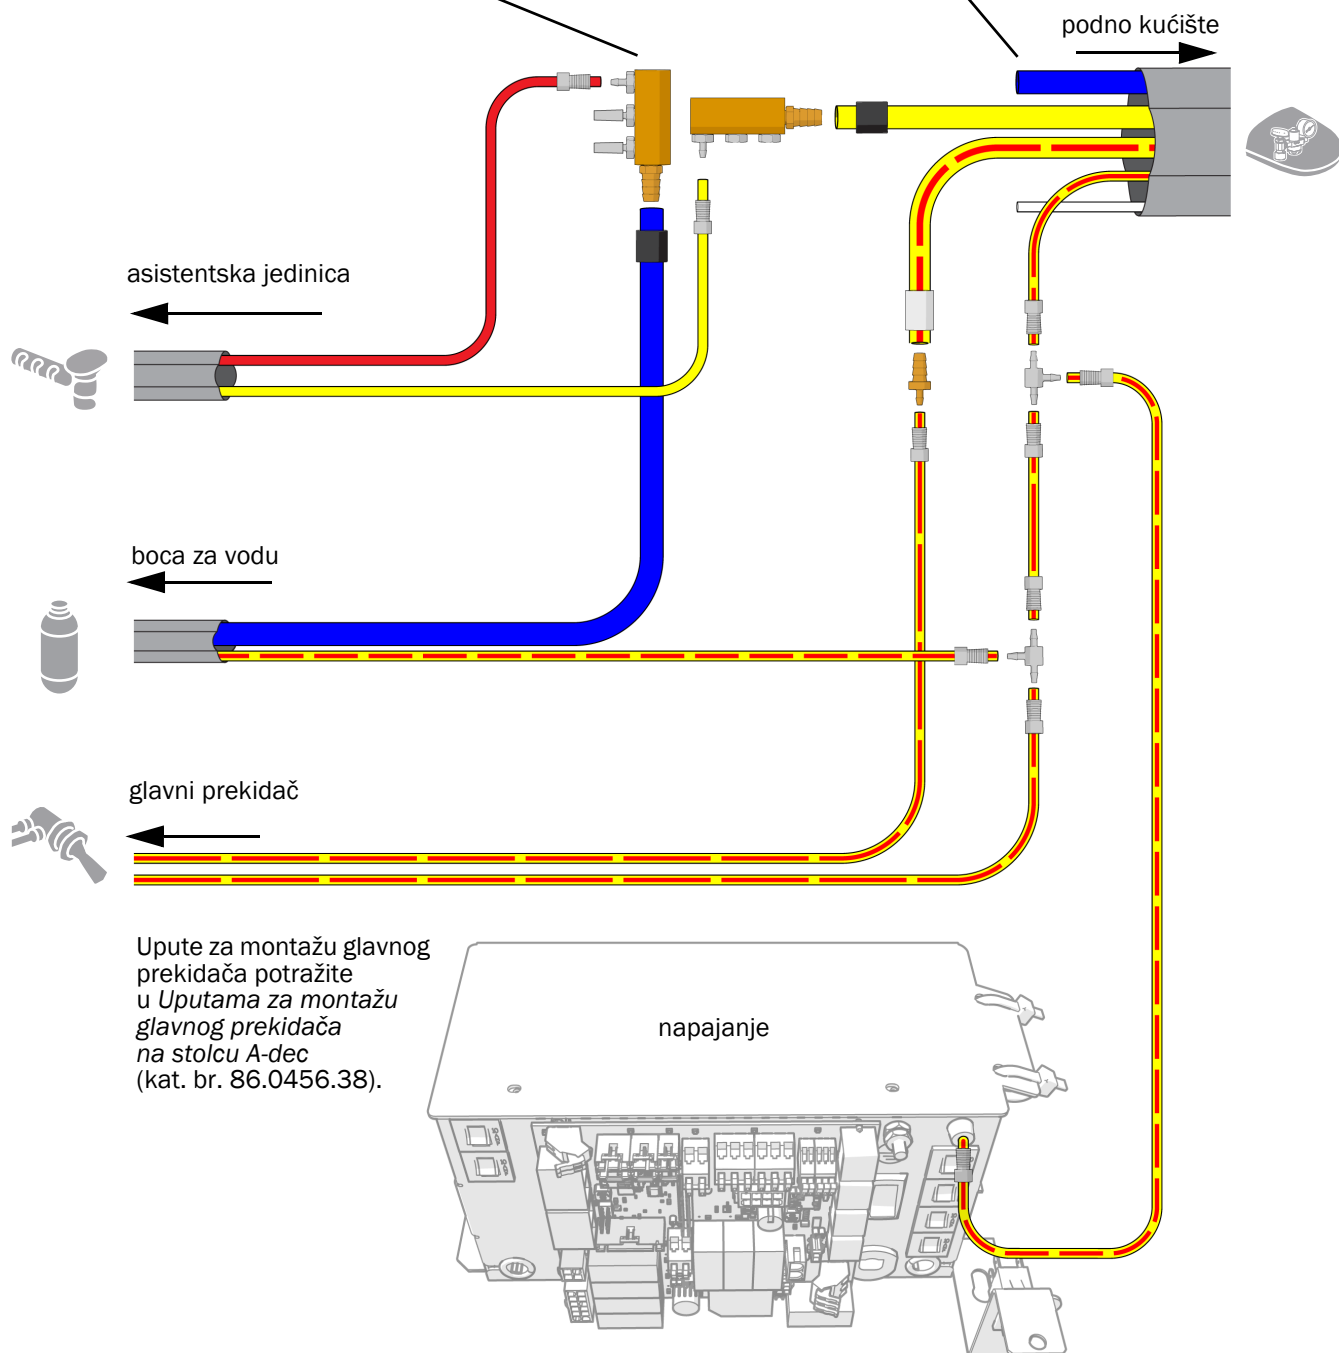 podno kućište
asistentska jedinica
boca za vodu
glavni prekidač
Upute za montažu glavnog
prekidača potražite
u Uputama za montažu
glavnog prekidača
na stolcu A-dec
(kat. br. 86.0456.38).
napajanje